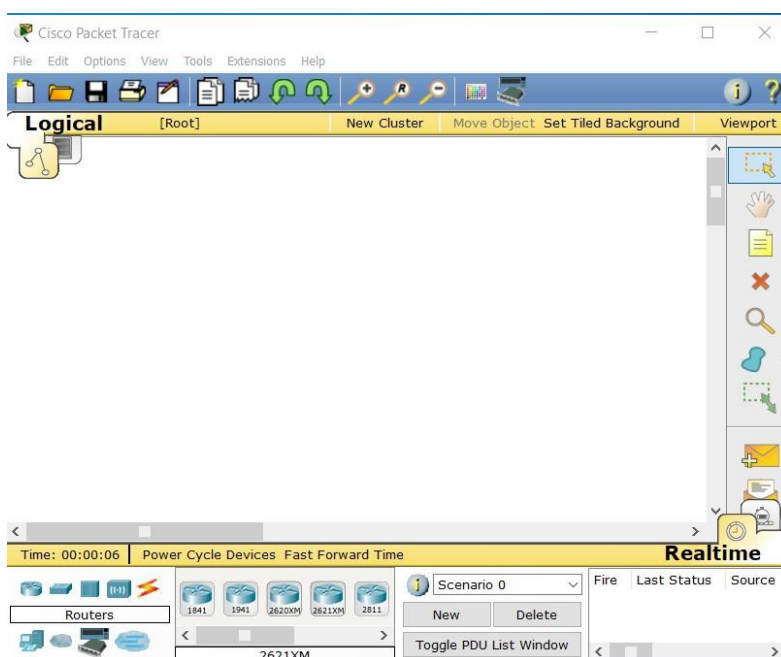 Cisco Packet Tracer
File Edit Options View Tools Extensions Help
Logical [Root] New Cluster Move Object Set Tiled Background Viewport
Time: 00:00:06 Power Cycle Devices Fast Forward Time Realtime
Scenario 0 Fire Last Status Source
1841 1941 2620XM 2621XM 2811
Routers New Delete
Toggle PDU List Window
2621XM